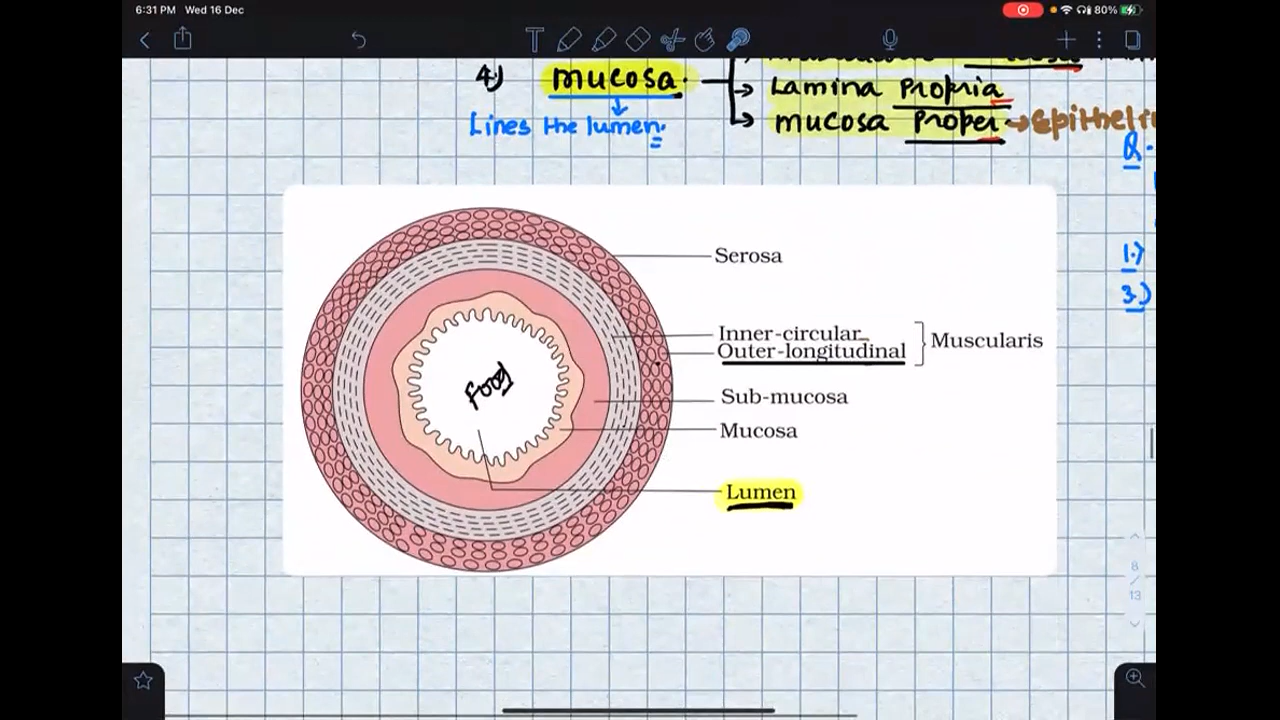 6:31 PM Wed 16 Dec
80%
4.) mucosa
Lamina Propria
Lines the lumen.
mucosa Proper
Q.
Serosa
1.)
3.)
Inner-circular
Outer-longitudinal
Muscularis
Food
Sub-mucosa
Mucosa
Lumen
8
/
13